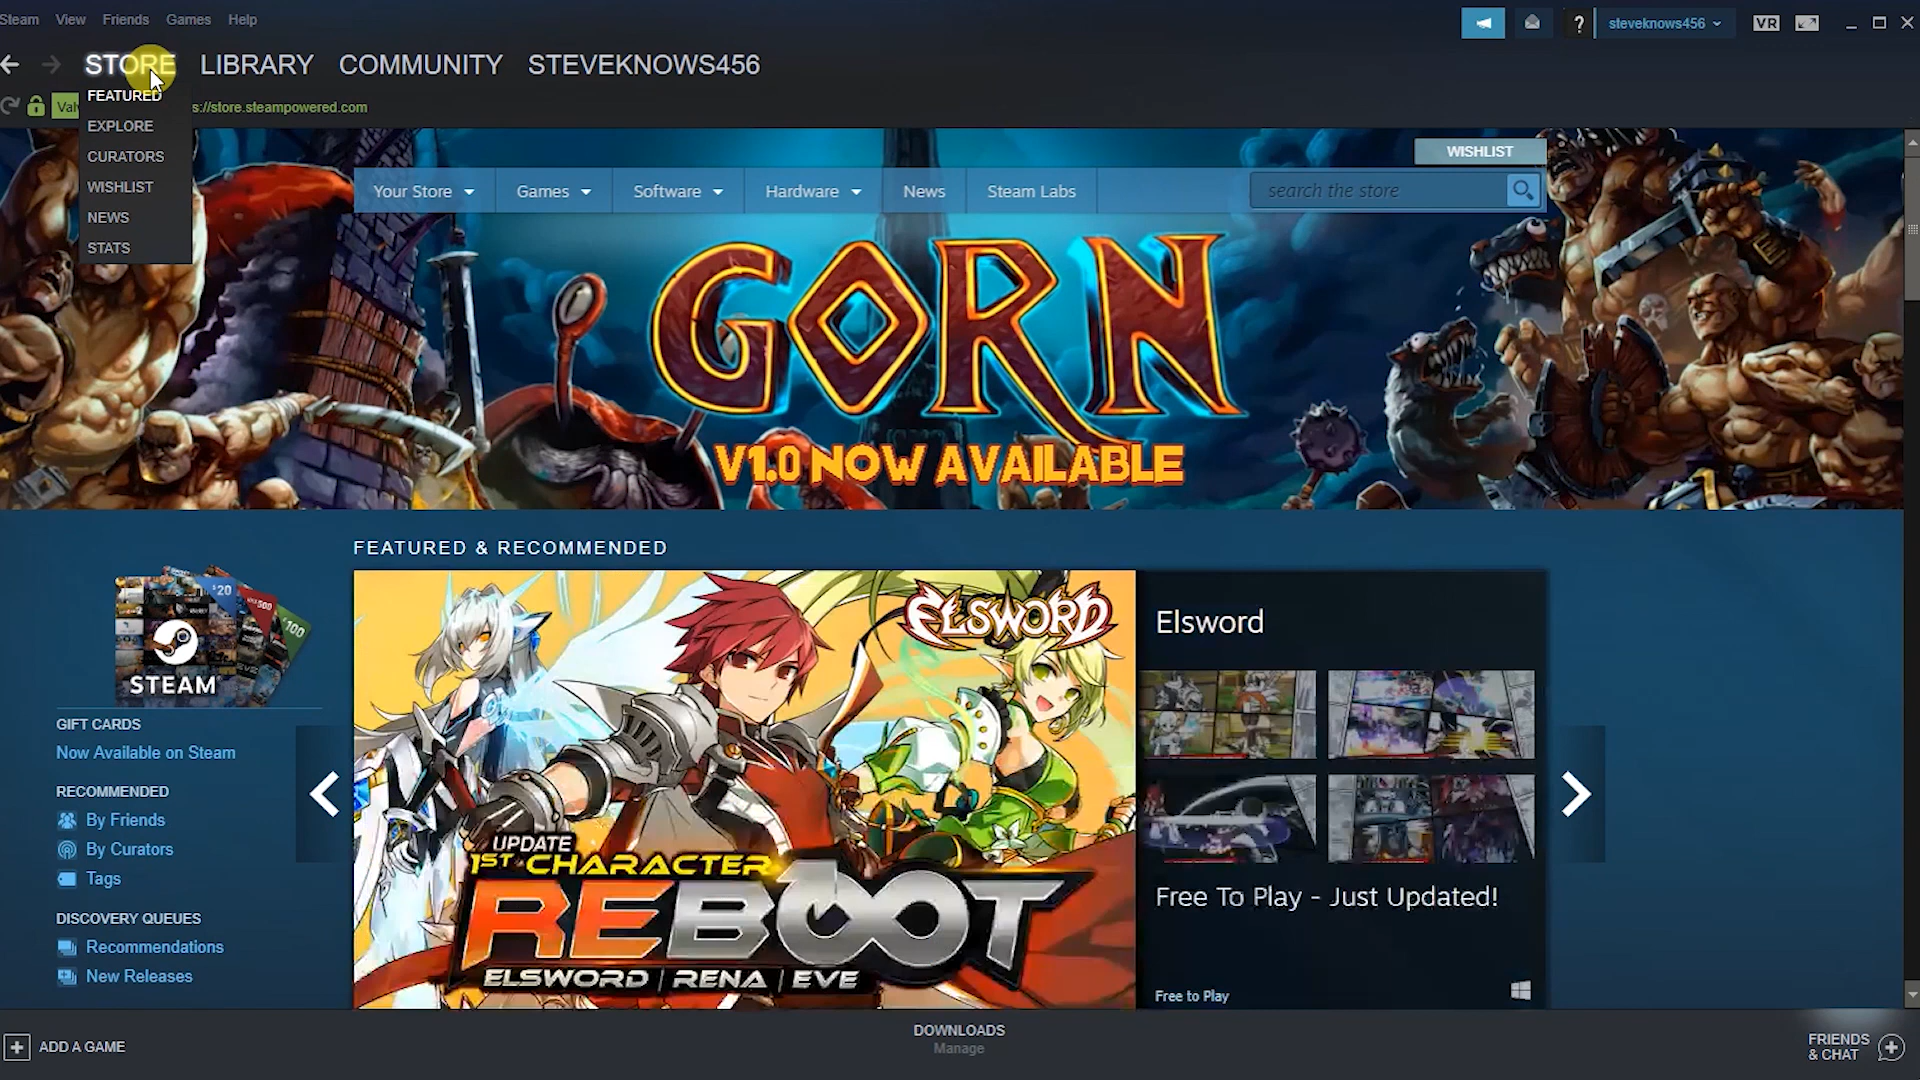 Steam View Friends Games Help
steveknows456
VR
STORE LIBRARY COMMUNITY STEVEKNOWS456
s://store.steampowered.com
FEATURED
EXPLORE
CURATORS
WISHLIST
NEWS
STATS
WISHLIST
Your Store Games Software Hardware News Steam Labs
search the store
GORN
V1.0 NOW AVAILABLE
FEATURED & RECOMMENDED
$20
100
STEAM
GIFT CARDS
Now Available on Steam
RECOMMENDED
By Friends
By Curators
Tags
DISCOVERY QUEUES
Recommendations
New Releases
ELSWORD
UPDATE
1ST CHARACTER
REBOOT
ELSWORD | RENA | EVE
Elsword
Free To Play - Just Updated!
Free to Play
ADD A GAME
DOWNLOADS
Manage
FRIENDS
& CHAT